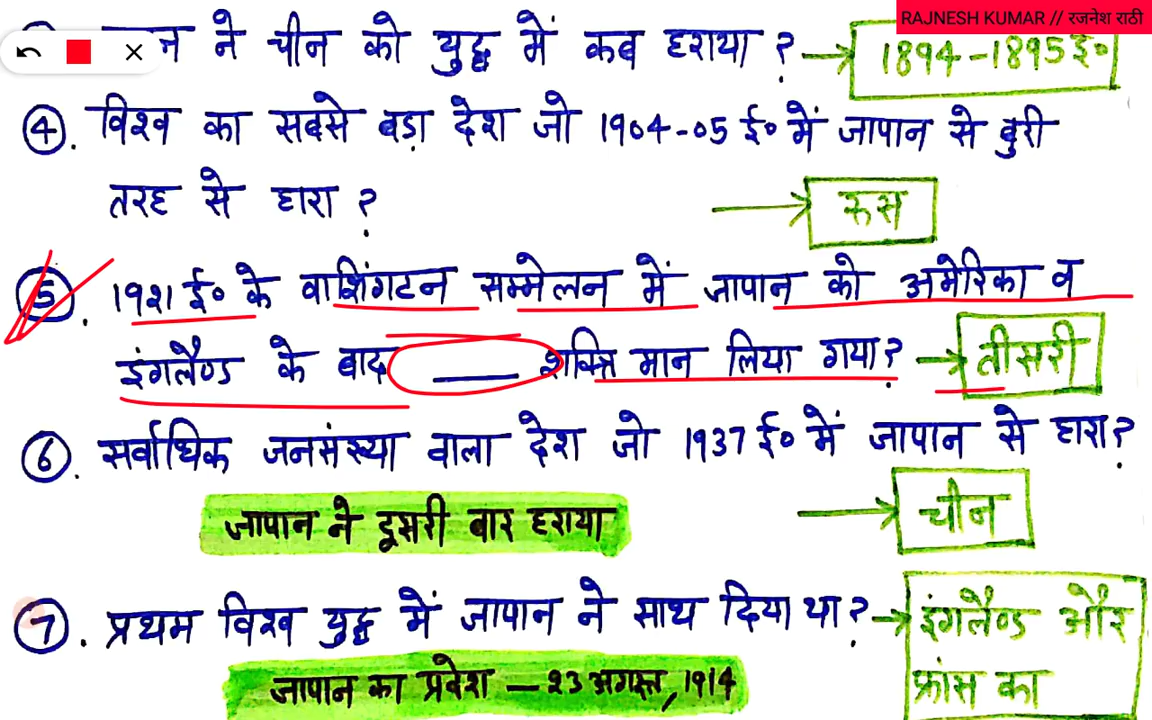 RAJNESH KUMAR // रजनेश राठी
ने चीन को युद्ध में कब हराया ? → 1894-1895 ई०
④. विश्व का सबसे बड़ा देश जो 1904-05 ई० में जापान से बुरी
तरह से हारा ? → रूस
⑤. 1921 ई० के वाशिंगटन सम्मेलन में जापान को अमेरिका व
इंग्लैण्ड के बाद ____ शक्ति मान लिया गया? → तीसरी
⑥. सर्वाधिक जनसंख्या वाला देश जो 1937 ई० में जापान से हारा?
जापान ने दूसरी बार हराया → चीन
⑦. प्रथम विश्व युद्ध में जापान ने साथ दिया था? → इंग्लैण्ड और
जापान का प्रवेश – 23 अगस्त, 1914 फ्रांस का